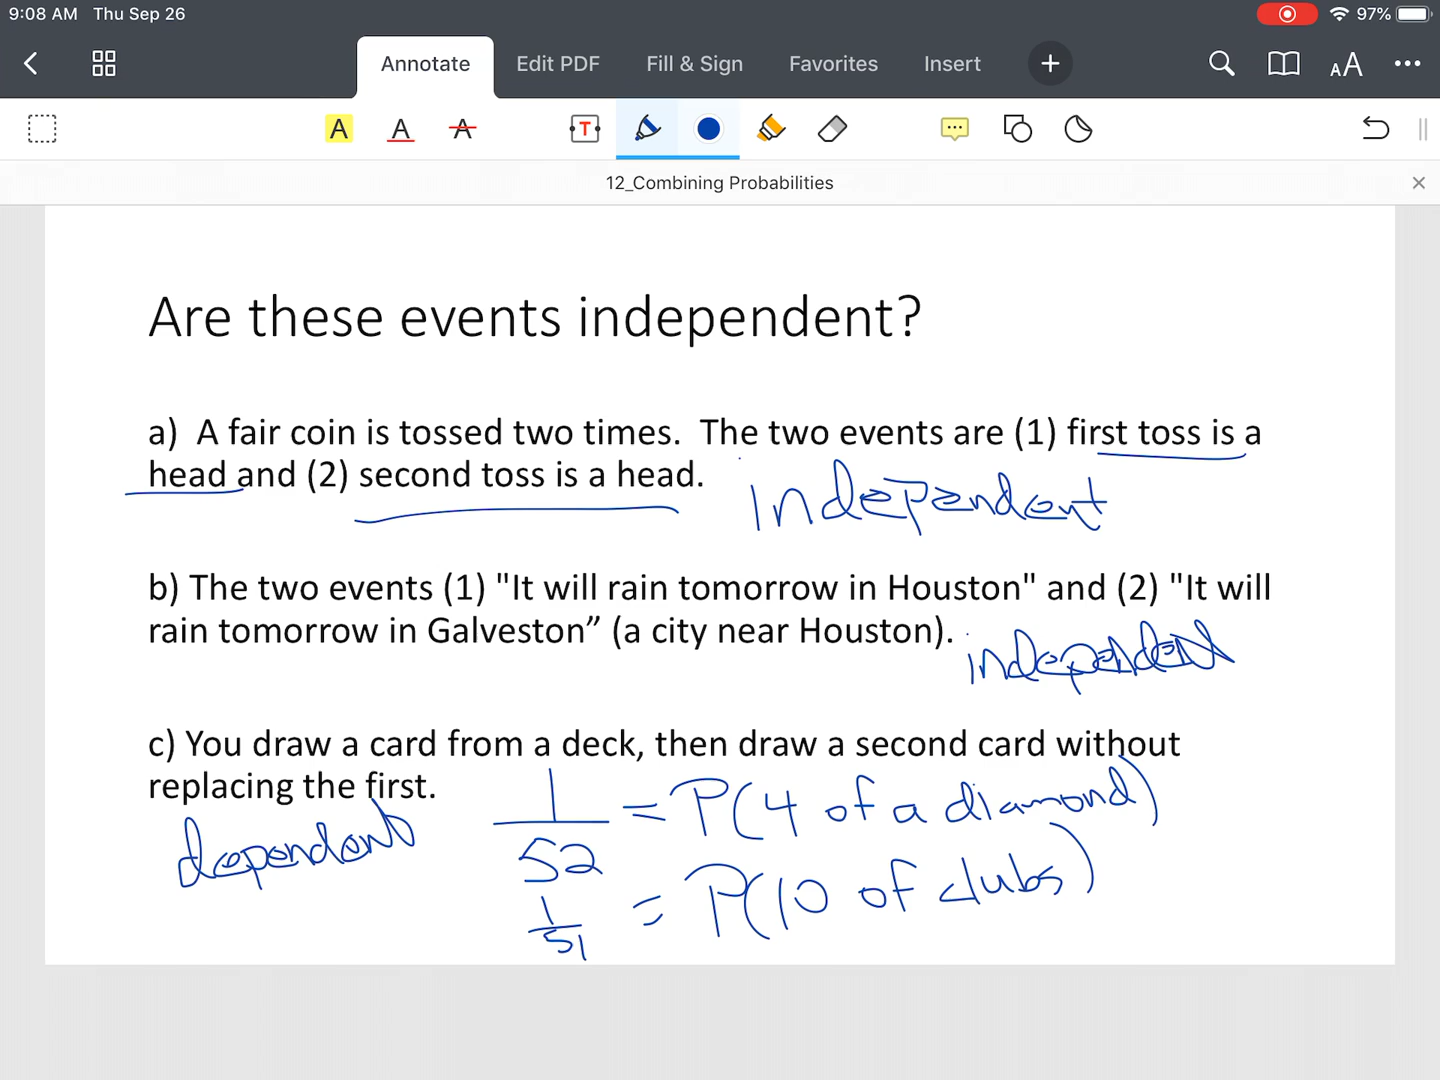 9:08 AM Thu Sep 26
97%
Annotate Edit PDF Fill & Sign Favorites Insert
12_Combining Probabilities
Are these events independent?
a) A fair coin is tossed two times. The two events are (1) first toss is a
head and (2) second toss is a head.
independent
b) The two events (1) "It will rain tomorrow in Houston" and (2) "It will
rain tomorrow in Galveston” (a city near Houston).
independent
c) You draw a card from a deck, then draw a second card without
replacing the first.
dependent
1/52 = P(4 of a diamond)
1/51 = P(10 of clubs)